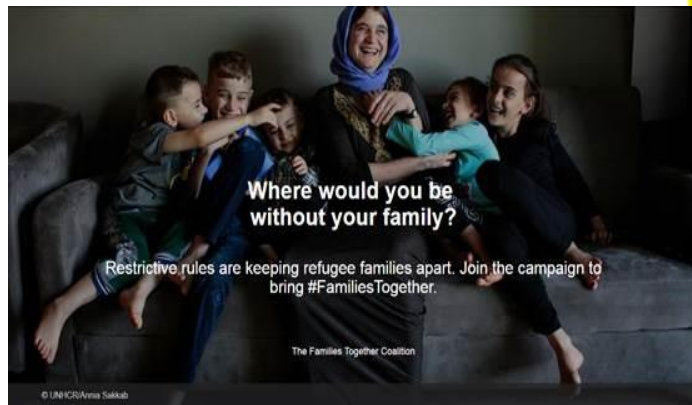 Where would you be
without your family?
Restrictive rules are keeping refugee families apart. Join the campaign to
bring #FamiliesTogether.
The Families Together Coalition
© UNHCR/Annia Sakkab